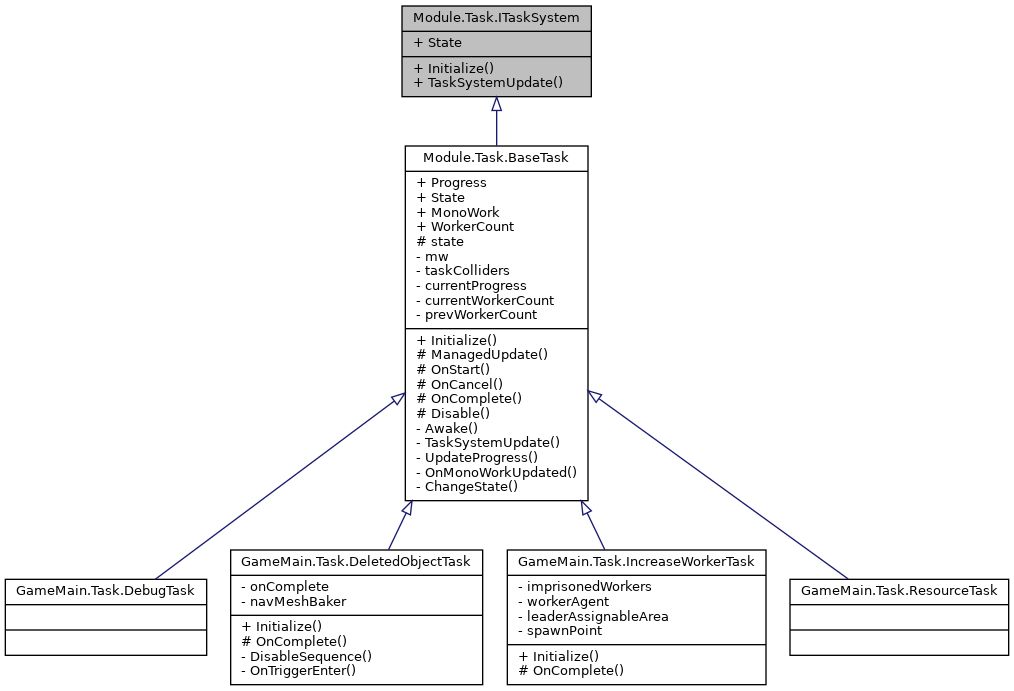 Module.Task.ITaskSystem
+ State
+ Initialize()
+ TaskSystemUpdate()
Module.Task.BaseTask
+ Progress
+ State
+ MonoWork
+ WorkerCount
# state
- mw
- taskColliders
- currentProgress
- currentWorkerCount
- prevWorkerCount
+ Initialize()
# ManagedUpdate()
# OnStart()
# OnCancel()
# OnComplete()
# Disable()
- Awake()
- TaskSystemUpdate()
- UpdateProgress()
- OnMonoWorkUpdated()
- ChangeState()
GameMain.Task.DebugTask
GameMain.Task.DeletedObjectTask
- onComplete
- navMeshBaker
+ Initialize()
# OnComplete()
- DisableSequence()
- OnTriggerEnter()
GameMain.Task.IncreaseWorkerTask
- imprisonedWorkers
- workerAgent
- leaderAssignableArea
- spawnPoint
+ Initialize()
# OnComplete()
GameMain.Task.ResourceTask